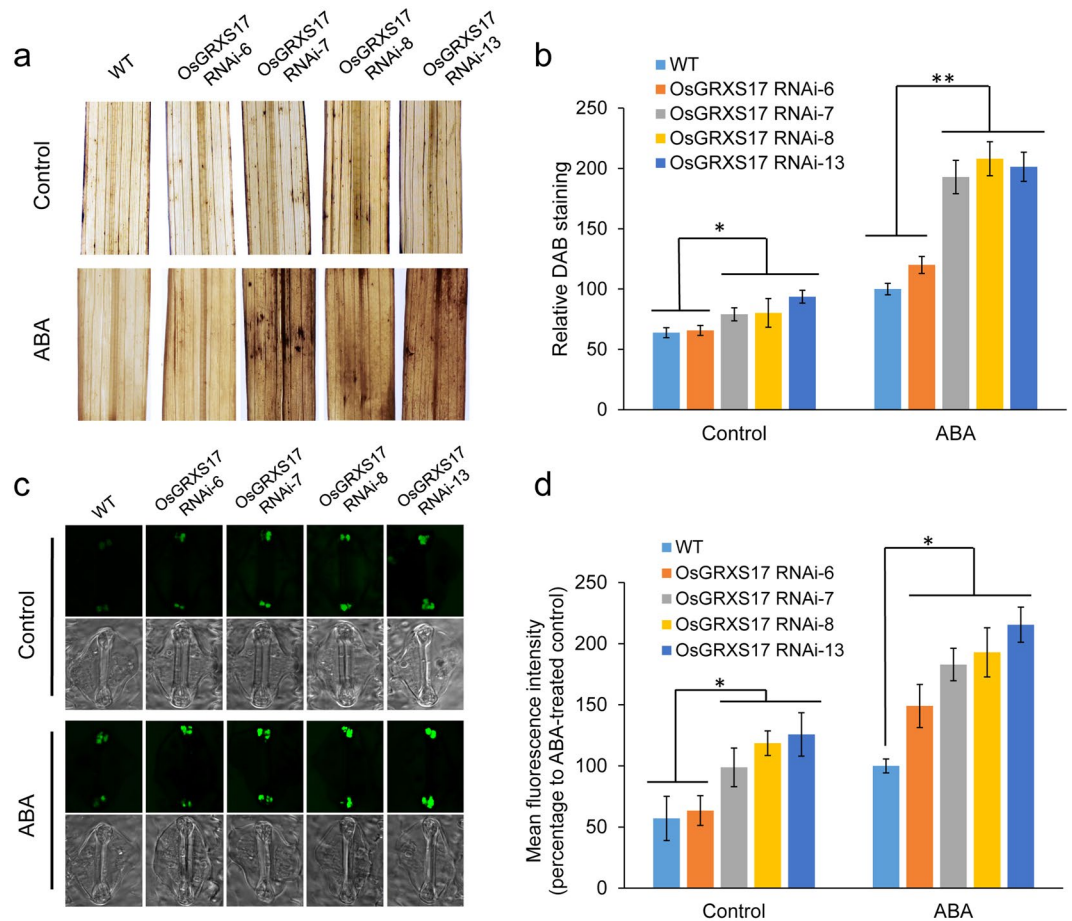 a
WT
OsGRXS17
RNAi-6
OsGRXS17
RNAi-7
OsGRXS17
RNAi-8
OsGRXS17
RNAi-13
Control
ABA
b
WT
OsGRXS17 RNAi-6
OsGRXS17 RNAi-7
OsGRXS17 RNAi-8
OsGRXS17 RNAi-13
*
**
Relative DAB staining
250
200
150
100
50
0
Control
ABA
c
WT
OsGRXS17
RNAi-6
OsGRXS17
RNAi-7
OsGRXS17
RNAi-8
OsGRXS17
RNAi-13
Control
ABA
d
WT
OsGRXS17 RNAi-6
OsGRXS17 RNAi-7
OsGRXS17 RNAi-8
OsGRXS17 RNAi-13
*
*
Mean fluorescence intensity
(percentage to ABA-treated control)
250
200
150
100
50
0
Control
ABA